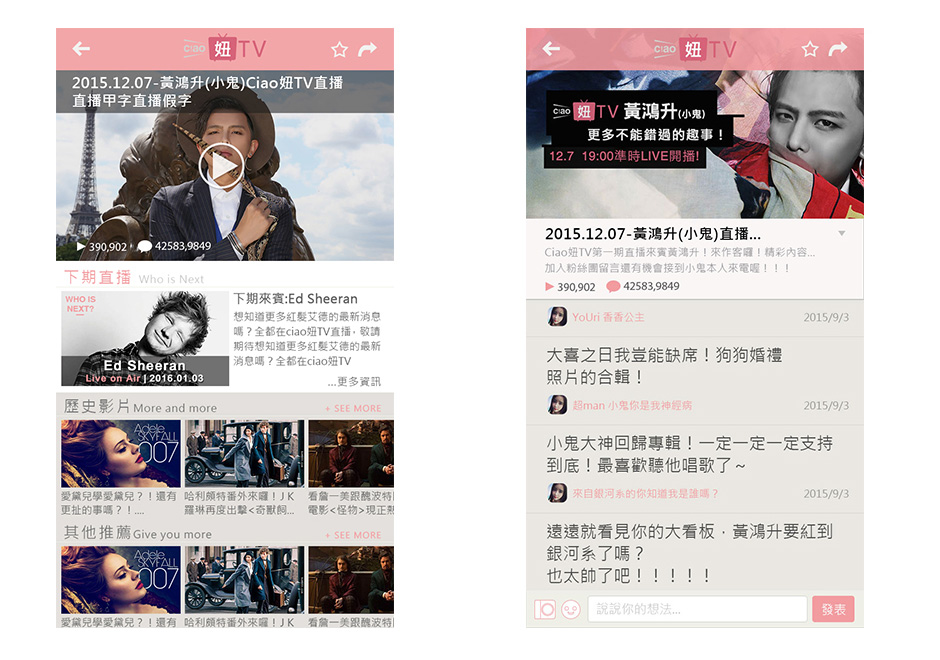 ciao 妞 TV
2015.12.07-黃鴻升(小鬼)Ciao妞TV直播
直播甲字直播假字
390,902 42583,9849
下期直播 Who is Next
WHO IS
NEXT?
Ed Sheeran
Live on Air | 2016.01.03
下期來賓:Ed Sheeran
想知道更多紅髮艾德的最新消息
嗎？全都在ciao妞TV直播，敬請
期待想知道更多紅髮艾德的最新
消息嗎？全都在ciao妞TV
...更多資訊
歷史影片 More and more + SEE MORE
Adele
SKYFALL
007
愛黛兒學愛黛兒？！還有
更扯的事嗎？！....
哈利頗特番外來囉！JK
羅琳再度出擊<奇獸飼...
看詹一美跟醜波特
電影<怪物>現正熱
其他推薦 Give you more + SEE MORE
Adele
SKYFALL
007
愛黛兒學愛黛兒？！還有
哈利頗特番外來囉！JK
看詹一美跟醜波特
ciao 妞 TV
ciao 妞 TV 黃鴻升(小鬼)
更多不能錯過的趣事！
12.7 19:00準時LIVE開播!
2015.12.07-黃鴻升(小鬼)直播...
Ciao妞TV第一期直播來賓黃鴻升！來作客囉！精彩內容...
加入粉絲團留言還有機會接到小鬼本人來電喔！！！
390,902 42583,9849
YoUri 香香公主 2015/9/3
大喜之日我豈能缺席！狗狗婚禮
照片的合輯！
超man 小鬼你是我神經病 2015/9/3
小鬼大神回歸專輯！一定一定一定支持
到底！最喜歡聽他唱歌了～
來自銀河系的你知道我是誰嗎？ 2015/9/3
遠遠就看見你的大看板，黃鴻升要紅到
銀河系了嗎？
也太帥了吧！！！！！
說說你的想法... 發表